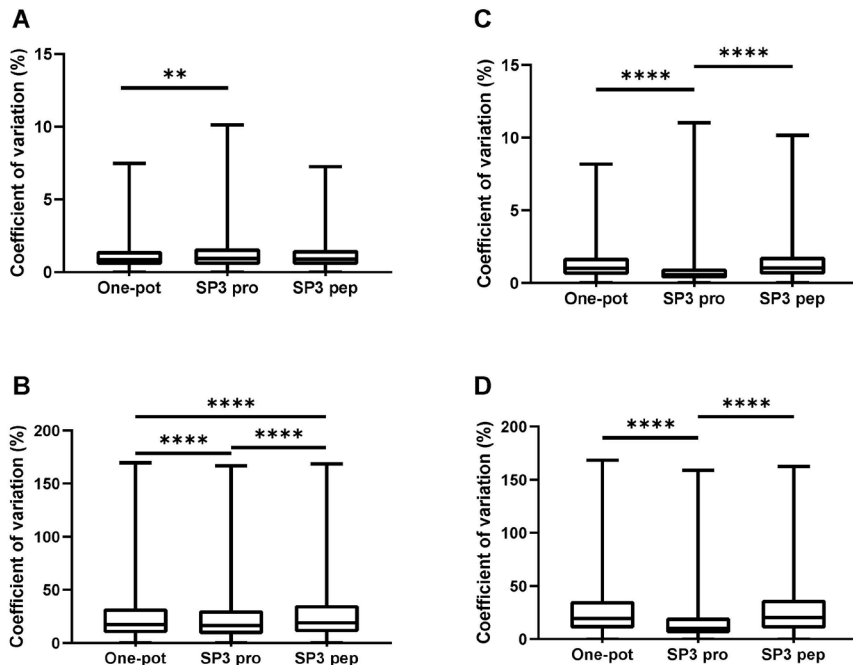 A
Coefficient of variation (%)
15
10
5
0
**
One-pot SP3 pro SP3 pep
C
Coefficient of variation (%)
15
10
5
0
**** ****
One-pot SP3 pro SP3 pep
B
Coefficient of variation (%)
200
150
100
50
0
****
**** ****
One-pot SP3 pro SP3 pep
D
Coefficient of variation (%)
200
150
100
50
0
**** ****
One-pot SP3 pro SP3 pep